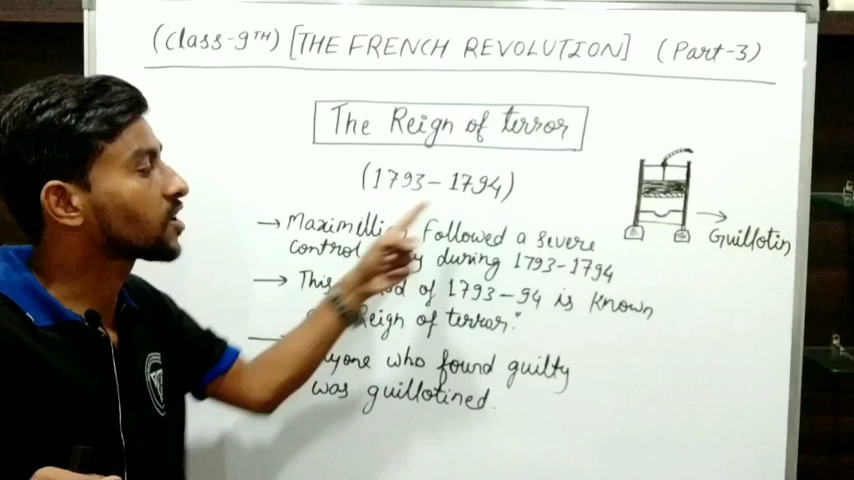 (Class-9TH) [THE FRENCH REVOLUTION] (Part-3)
The Reign of terror
(1793-1794)
→ Maximilli followed a severe
control y during 1793-1794
→ This od of 1793-94 is known
Reign of terror."
yone who found guilty
was guillotined.
→ Guillotin